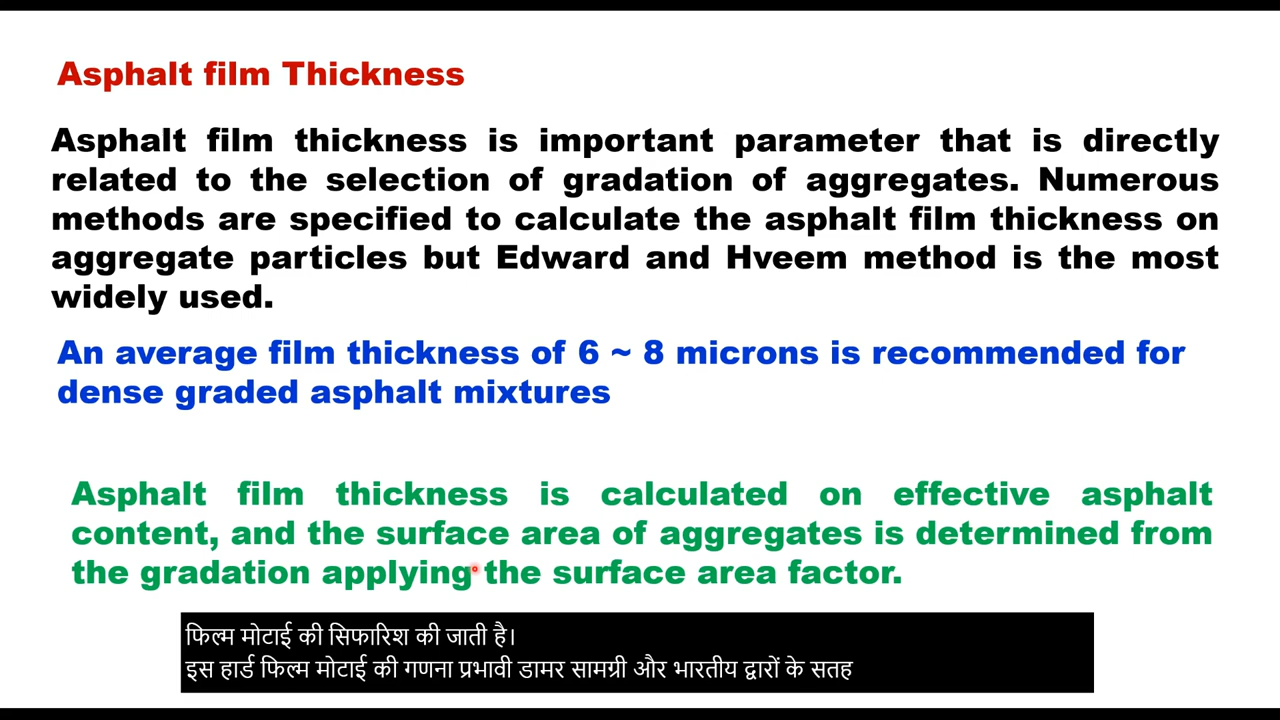 Asphalt film Thickness
Asphalt film thickness is important parameter that is directly
related to the selection of gradation of aggregates. Numerous
methods are specified to calculate the asphalt film thickness on
aggregate particles but Edward and Hveem method is the most
widely used.
An average film thickness of 6 ~ 8 microns is recommended for
dense graded asphalt mixtures
Asphalt film thickness is calculated on effective asphalt
content, and the surface area of aggregates is determined from
the gradation applying the surface area factor.
फिल्म मोटाई की सिफारिश की जाती है।
इस हार्ड फिल्म मोटाई की गणना प्रभावी डामर सामग्री और भारतीय द्वारों के सतह